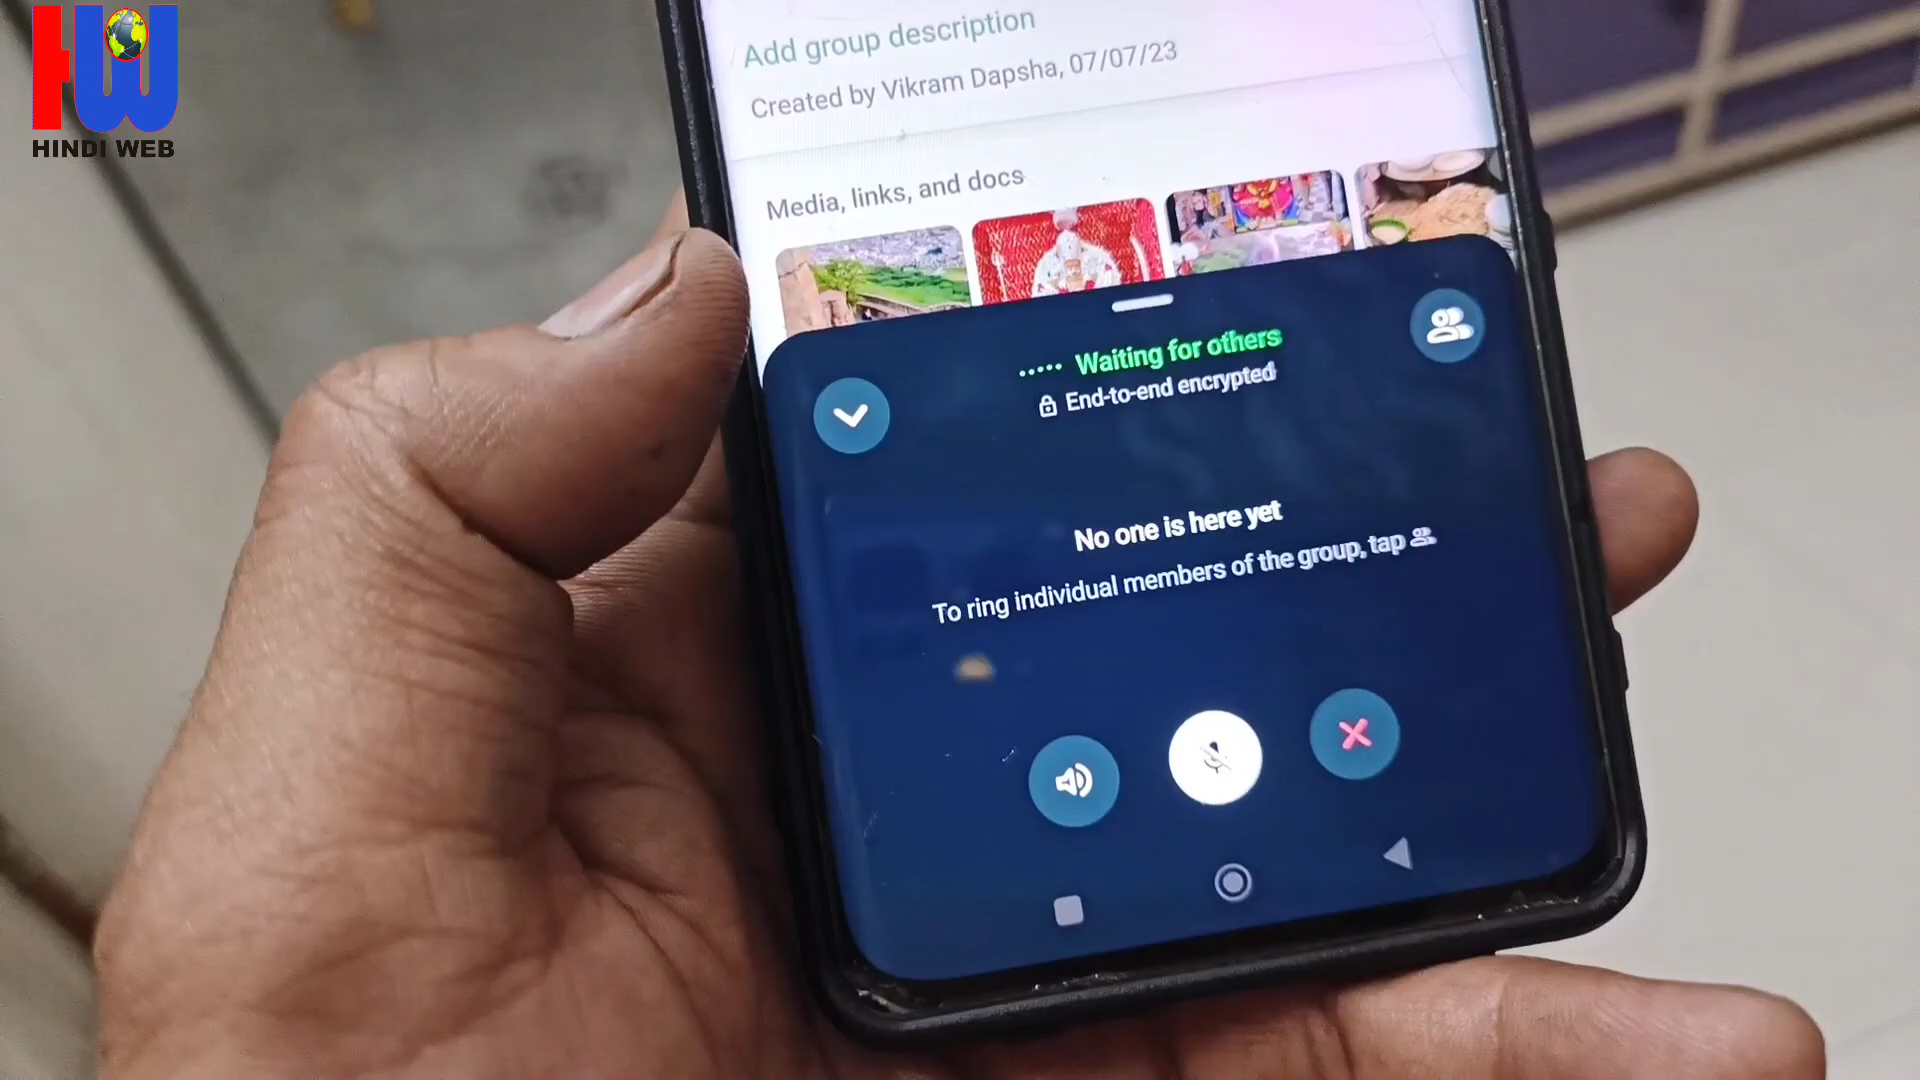 HW
HINDI WEB
Add group description
Created by Vikram Dapsha, 07/07/23
Media, links, and docs
..... Waiting for others
End-to-end encrypted
No one is here yet
To ring individual members of the group, tap